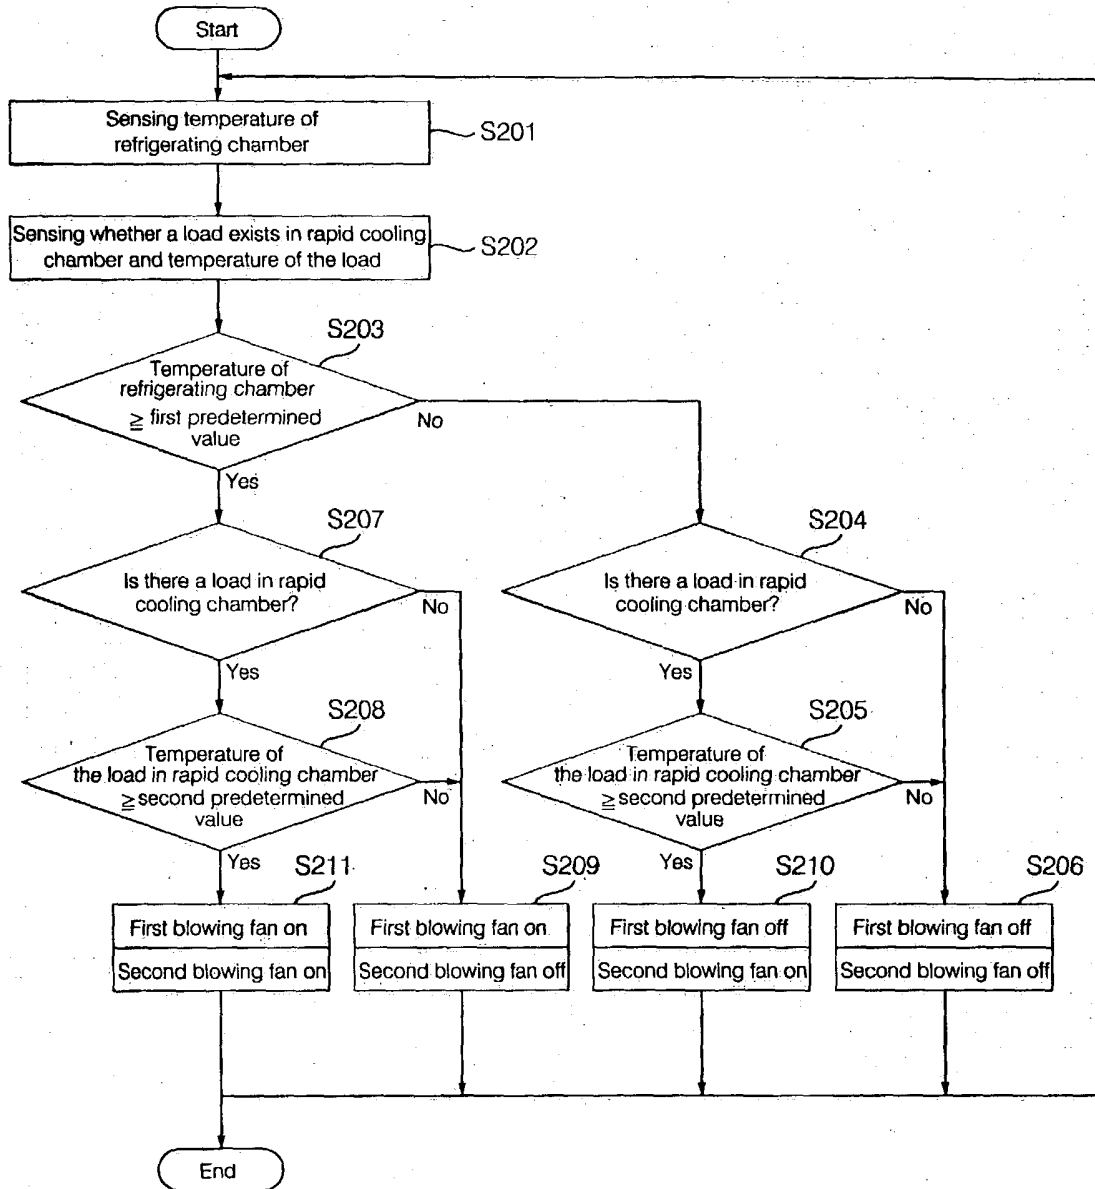 Start
Sensing temperature of
refrigerating chamber
S201
Sensing whether a load exists in rapid cooling
chamber and temperature of the load
S202
S203
Temperature of
refrigerating chamber
≧ first predetermined
value
No
Yes
S207
Is there a load in rapid
cooling chamber?
No
Yes
S204
Is there a load in rapid
cooling chamber?
No
Yes
S208
Temperature of
the load in rapid cooling chamber
≧ second predetermined
value
No
Yes
S205
Temperature of
the load in rapid cooling chamber
≧ second predetermined
value
No
Yes
S211
First blowing fan on
Second blowing fan on
S209
First blowing fan on
Second blowing fan off
S210
First blowing fan off
Second blowing fan on
S206
First blowing fan off
Second blowing fan off
End